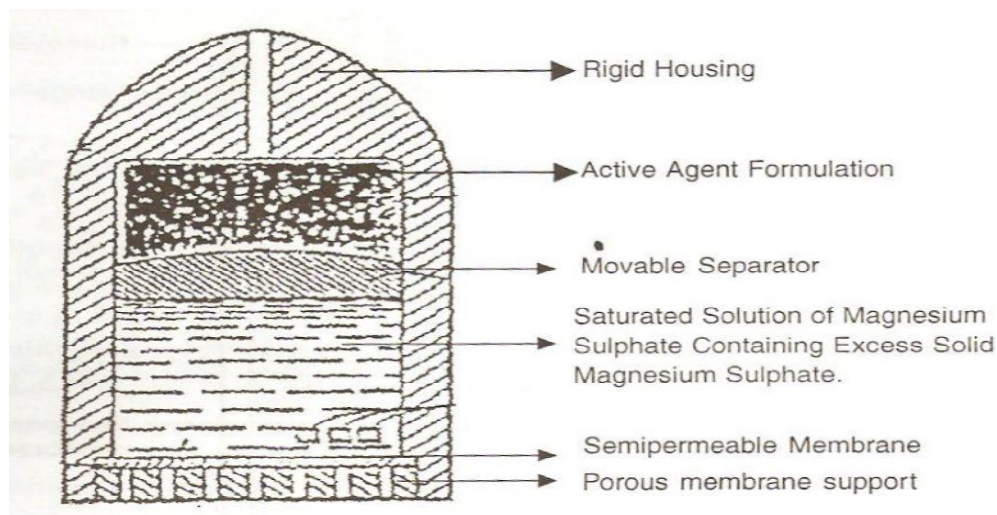 Rigid Housing
Active Agent Formulation
Movable Separator
Saturated Solution of Magnesium
Sulphate Containing Excess Solid
Magnesium Sulphate.
Semipermeable Membrane
Porous membrane support